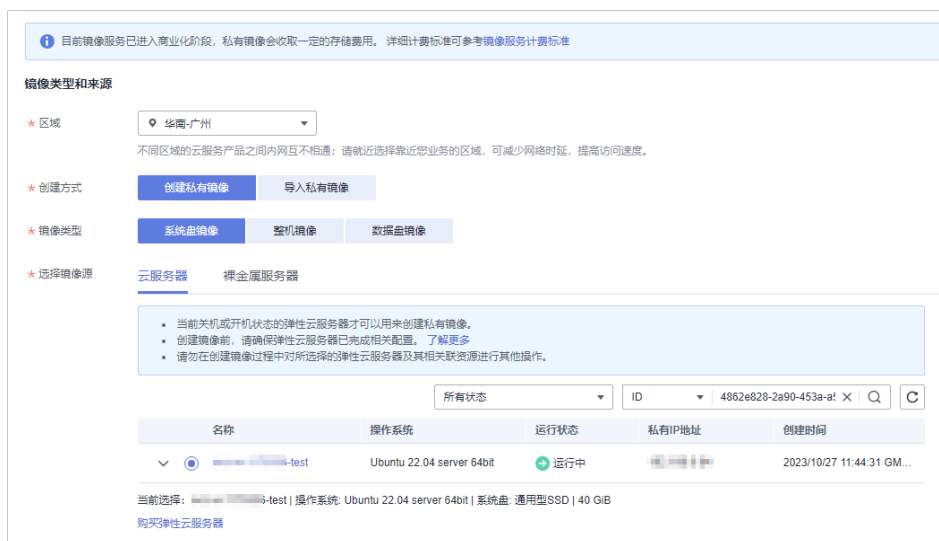 目前镜像服务已进入商业化阶段，私有镜像会收取一定的存储费用。 详细计费标准可参考镜像服务计费标准
镜像类型和来源
★ 区域
华南-广州
不同区域的云服务产品之间内网互不相通；请就近选择靠近您业务的区域，可减少网络时延，提高访问速度。
★ 创建方式 创建私有镜像 导入私有镜像
★ 镜像类型 系统盘镜像 整机镜像 数据盘镜像
★ 选择镜像源 云服务器 裸金属服务器
• 当前关机或开机状态的弹性云服务器才可以用来创建私有镜像。
• 创建镜像前，请确保弹性云服务器已完成相关配置。 了解更多
• 请勿在创建镜像过程中对所选择的弹性云服务器及其相关联资源进行其他操作。
所有状态 ID 4862e828-2a90-453a-a
名称 操作系统 运行状态 私有IP地址 创建时间
-test Ubuntu 22.04 server 64bit 运行中 2023/10/27 11:44:31 GM...
当前选择： -test | 操作系统: Ubuntu 22.04 server 64bit | 系统盘: 通用型SSD | 40 GiB
购买弹性云服务器